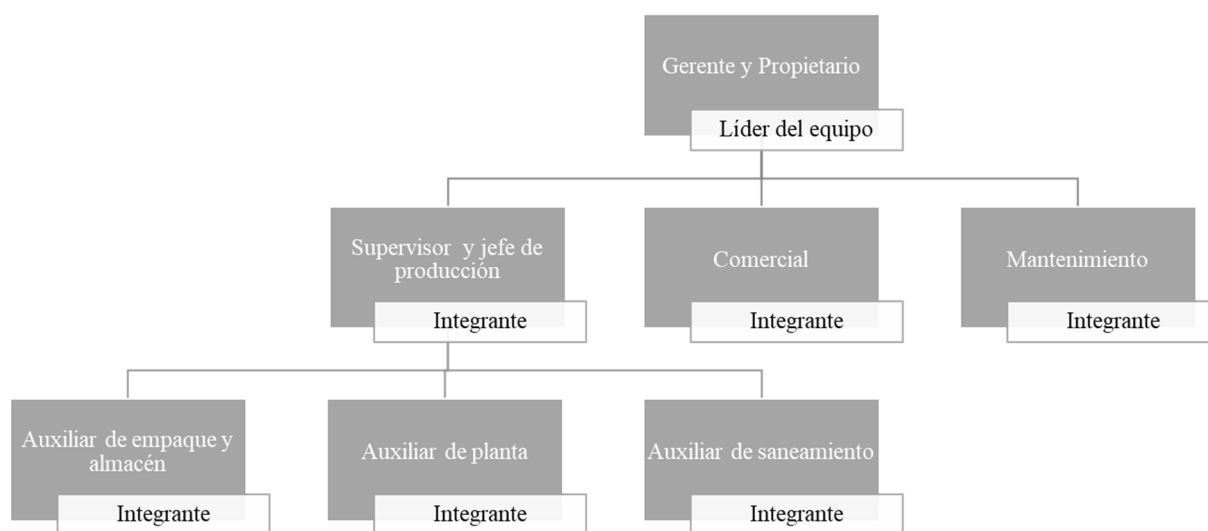 Gerente y Propietario
Líder del equipo
Supervisor y jefe de
producción
Integrante
Comercial
Integrante
Mantenimiento
Integrante
Auxiliar de empaque y
almacén
Integrante
Auxiliar de planta
Integrante
Auxiliar de saneamiento
Integrante